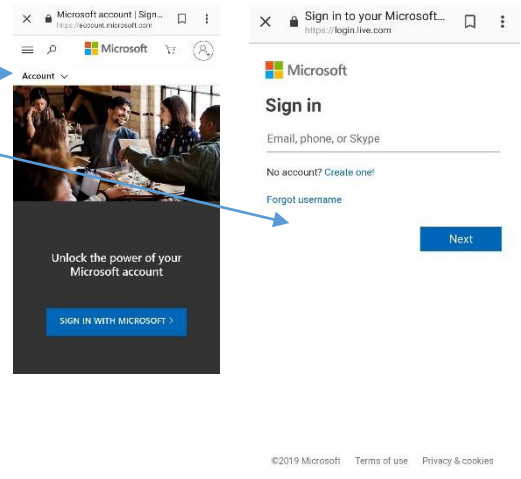 Microsoft account | Sign...
https://account.microsoft.com
Microsoft
Account
Unlock the power of your
Microsoft account
SIGN IN WITH MICROSOFT >
Sign in to your Microsoft...
https://login.live.com
Microsoft
Sign in
Email, phone, or Skype
No account? Create one!
Forgot username
Next
©2019 Microsoft Terms of use Privacy & cookies